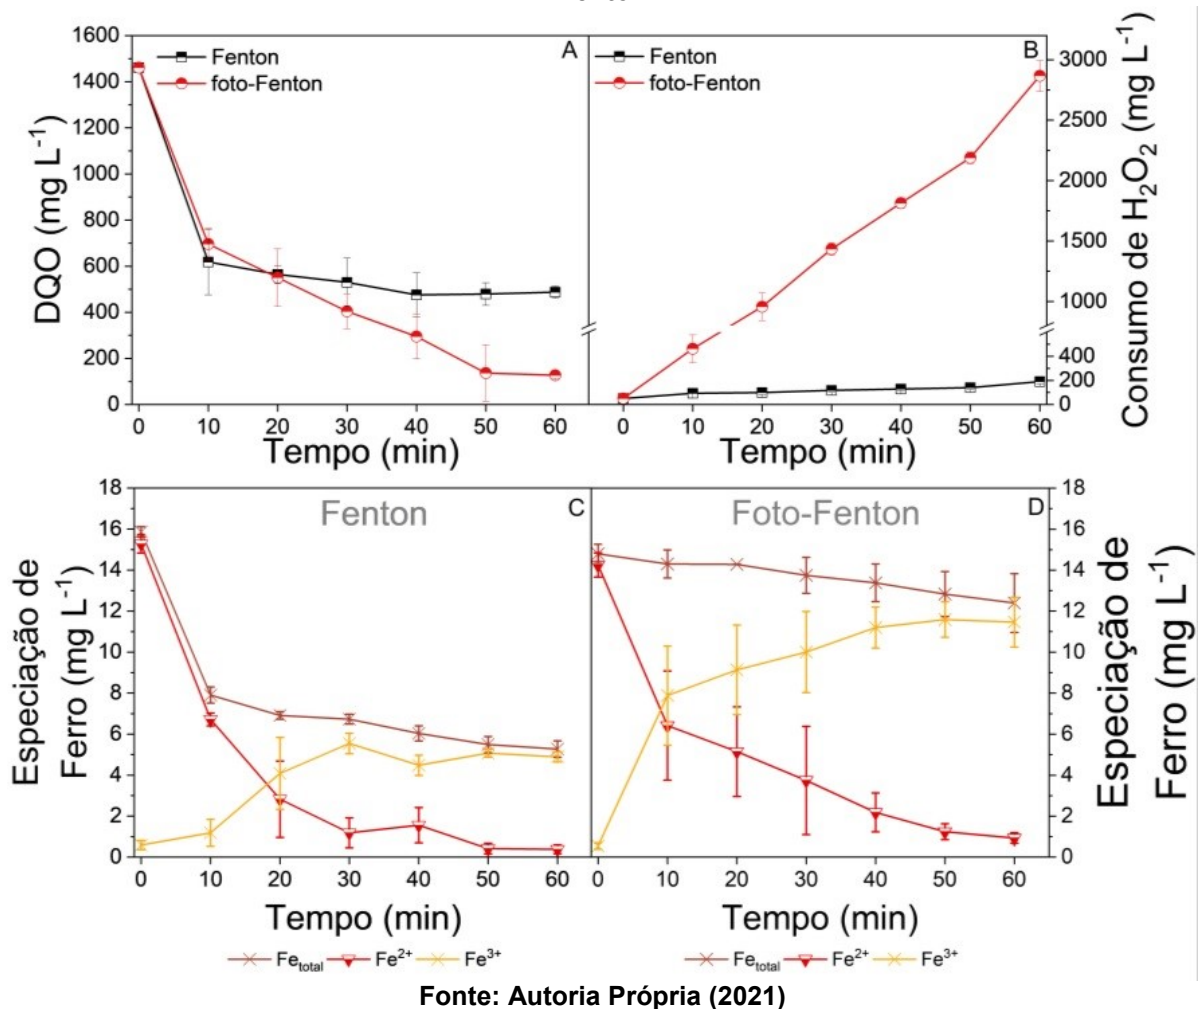 1600
1400
1200
1000
800
600
400
200
0
DQO (mg L⁻¹)
Fenton
foto-Fenton
A
0 10 20 30 40 50 60
Tempo (min)
Fenton
foto-Fenton
B
3000
2500
2000
1500
1000
400
200
0
Consumo de H₂O₂ (mg L⁻¹)
0 10 20 30 40 50 60
Tempo (min)
18
16
14
12
10
8
6
4
2
0
Especiação de
Ferro (mg L⁻¹)
Fenton
C
0 10 20 30 40 50 60
Tempo (min)
Fe_total Fe²⁺ Fe³⁺
Foto-Fenton
D
18
16
14
12
10
8
6
4
2
0
Especiação de
Ferro (mg L⁻¹)
0 10 20 30 40 50 60
Tempo (min)
Fe_total Fe²⁺ Fe³⁺
Fonte: Autoria Própria (2021)